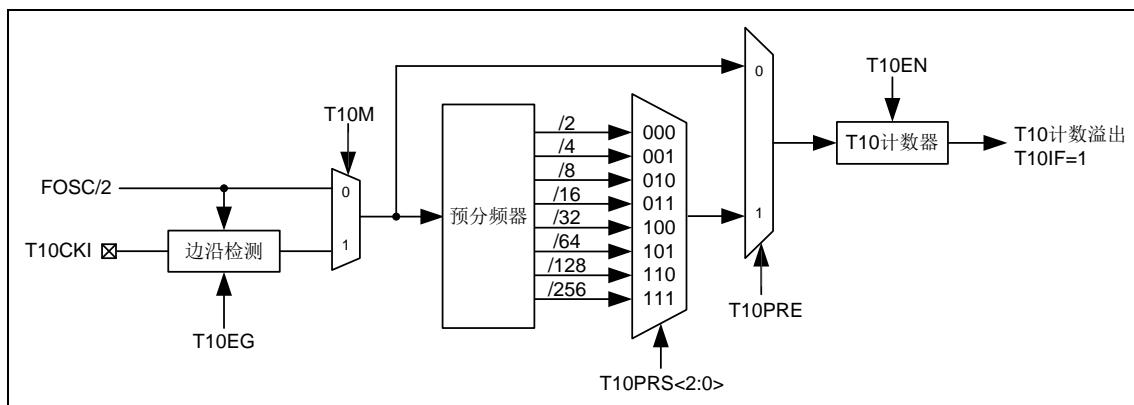 T10EN
0
T10M
/2
000
T10计数器
T10计数溢出
T10IF=1
/4
001
/8
010
FOSC/2
0
/16
011
预分频器
/32
100
1
T10CKI
边沿检测
1
/64
101
/128
110
/256
111
T10PRE
T10EG
T10PRS<2:0>